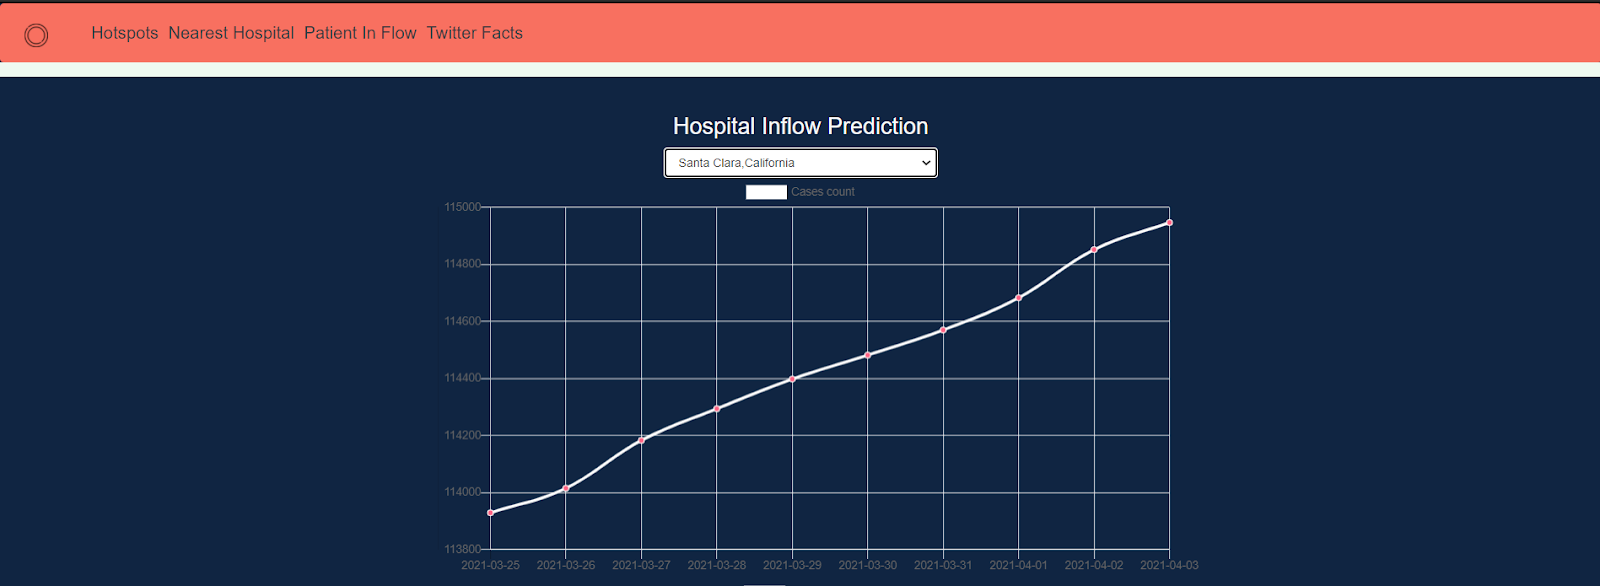 Hotspots Nearest Hospital Patient In Flow Twitter Facts
Hospital Inflow Prediction
Santa Clara,California
Cases count
115000
114800
114600
114400
114200
114000
113800
2021-03-25 2021-03-26 2021-03-27 2021-03-28 2021-03-29 2021-03-30 2021-03-31 2021-04-01 2021-04-02 2021-04-03